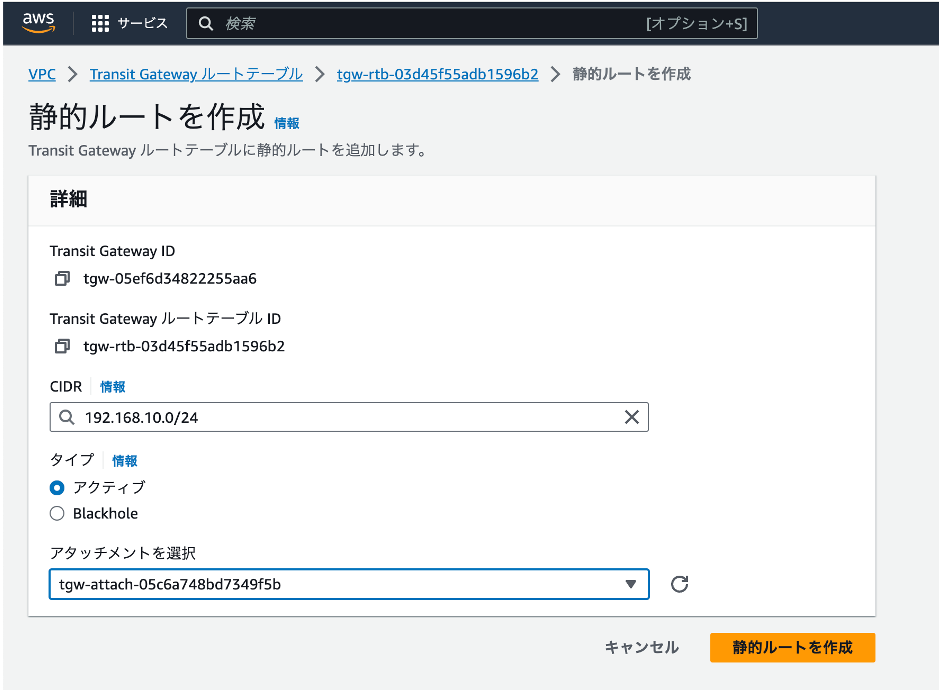 aws
サービス
検索
[オプション+S]
VPC > Transit Gateway ルートテーブル > tgw-rtb-03d45f55adb1596b2 > 静的ルートを作成
静的ルートを作成 情報
Transit Gateway ルートテーブルに静的ルートを追加します。
詳細
Transit Gateway ID
tgw-05ef6d34822255aa6
Transit Gateway ルートテーブル ID
tgw-rtb-03d45f55adb1596b2
CIDR 情報
192.168.10.0/24
タイプ 情報
アクティブ
Blackhole
アタッチメントを選択
tgw-attach-05c6a748bd7349f5b
キャンセル
静的ルートを作成